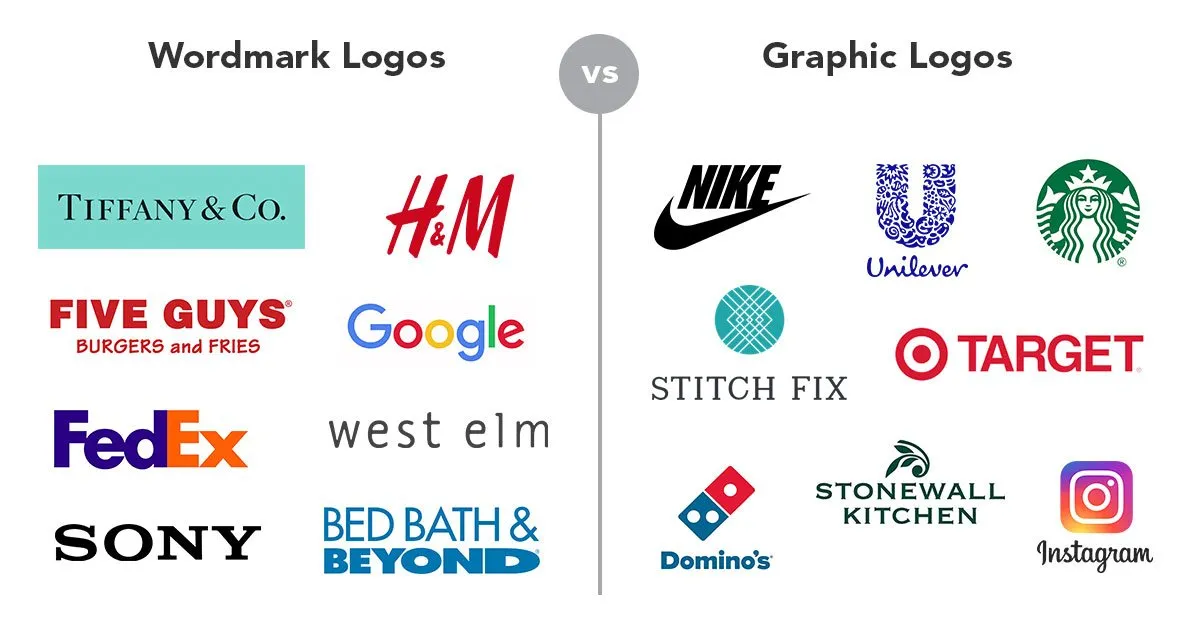 Wordmark Logos
vs
Graphic Logos
TIFFANY & CO.
H&M
FIVE GUYS®
BURGERS and FRIES
Google
FedEx
west elm
SONY
BED BATH &
BEYOND®
NIKE
Unilever
®
STITCH FIX
TARGET®
Domino's®
STONEWALL
KITCHEN
Instagram